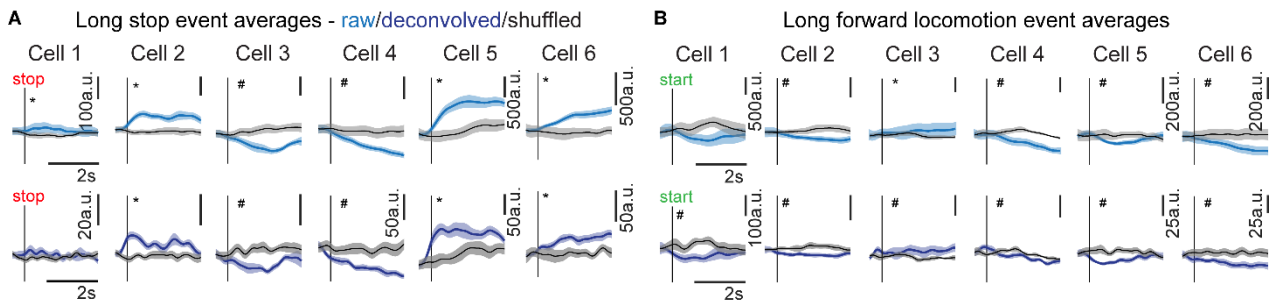 A Long stop event averages - raw/deconvolved/shuffled
Cell 1 Cell 2 Cell 3 Cell 4 Cell 5 Cell 6
stop
* 100a.u. * # # * 500a.u. * 500a.u.
2s
stop
20a.u. * # # 50a.u. * * 50a.u.
2s
B Long forward locomotion event averages
Cell 1 Cell 2 Cell 3 Cell 4 Cell 5 Cell 6
start
500a.u. # * # # 200a.u. # 200a.u.
2s
start
# 100a.u. # # # # 25a.u. # 25a.u.
2s